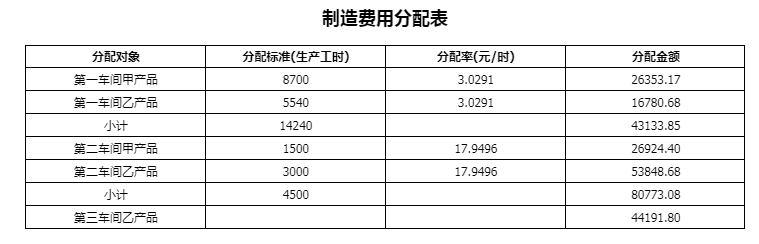 制造费用分配表
分配对象 分配标准(生产工时) 分配率(元/时) 分配金额
第一车间甲产品 8700 3.0291 26353.17
第一车间乙产品 5540 3.0291 16780.68
小计 14240 43133.85
第二车间甲产品 1500 17.9496 26924.40
第二车间乙产品 3000 17.9496 53848.68
小计 4500 80773.08
第三车间乙产品 44191.80